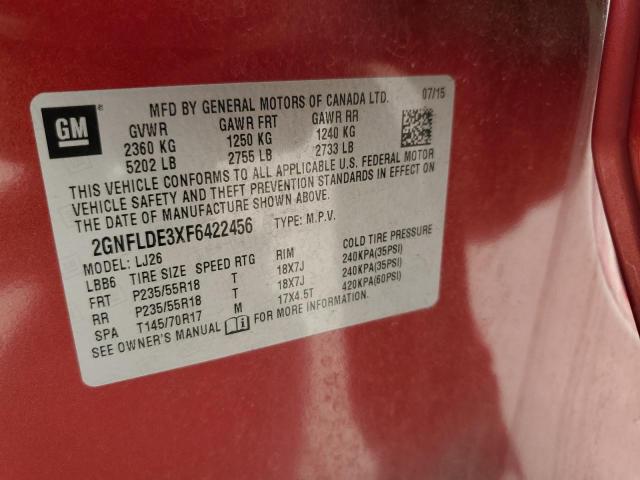 MFD BY GENERAL MOTORS OF CANADA LTD. 07/15
GM ®
GVWR GAWR FRT GAWR RR
2360 KG 1250 KG 1240 KG
5202 LB 2755 LB 2733 LB
THIS VEHICLE CONFORMS TO ALL APPLICABLE U.S. FEDERAL MOTOR
VEHICLE SAFETY AND THEFT PREVENTION STANDARDS IN EFFECT ON
THE DATE OF MANUFACTURE SHOWN ABOVE.
2GNFLDE3XF6422456 TYPE: M.P.V.
MODEL: LJ26
LBB6 TIRE SIZE SPEED RTG RIM COLD TIRE PRESSURE
FRT P235/55R18 T 18X7J 240KPA(35PSI)
RR P235/55R18 T 18X7J 240KPA(35PSI)
SPA T145/70R17 M 17X4.5T 420KPA(60PSI)
SEE OWNER'S MANUAL i FOR MORE INFORMATION.